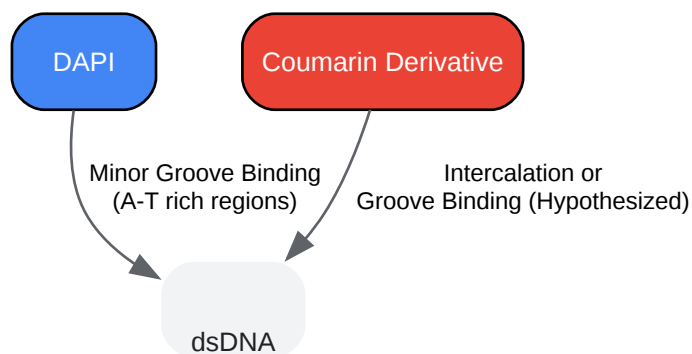 DAPI
Coumarin Derivative
Minor Groove Binding
(A-T rich regions)
Intercalation or
Groove Binding (Hypothesized)
dsDNA